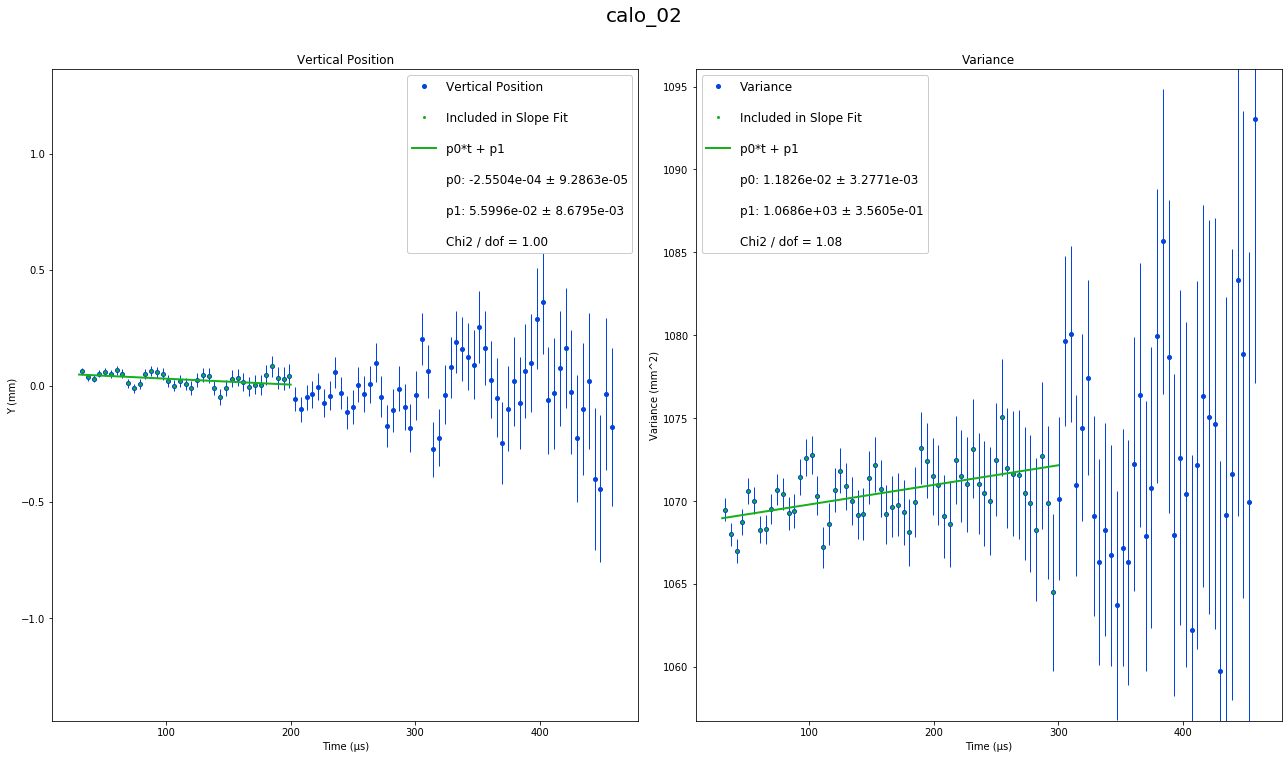 calo_02
Vertical Position
Vertical Position
Included in Slope Fit
p0*t + p1
p0: -2.5504e-04 ± 9.2863e-05
p1: 5.5996e-02 ± 8.6795e-03
Chi2 / dof = 1.00
1.0
0.5
0.0
−0.5
−1.0
Y (mm)
100
200
300
400
Time (µs)
Variance
Variance
Included in Slope Fit
p0*t + p1
p0: 1.1826e-02 ± 3.2771e-03
p1: 1.0686e+03 ± 3.5605e-01
Chi2 / dof = 1.08
1095
1090
1085
1080
1075
1070
1065
1060
Variance (mm^2)
100
200
300
400
Time (µs)